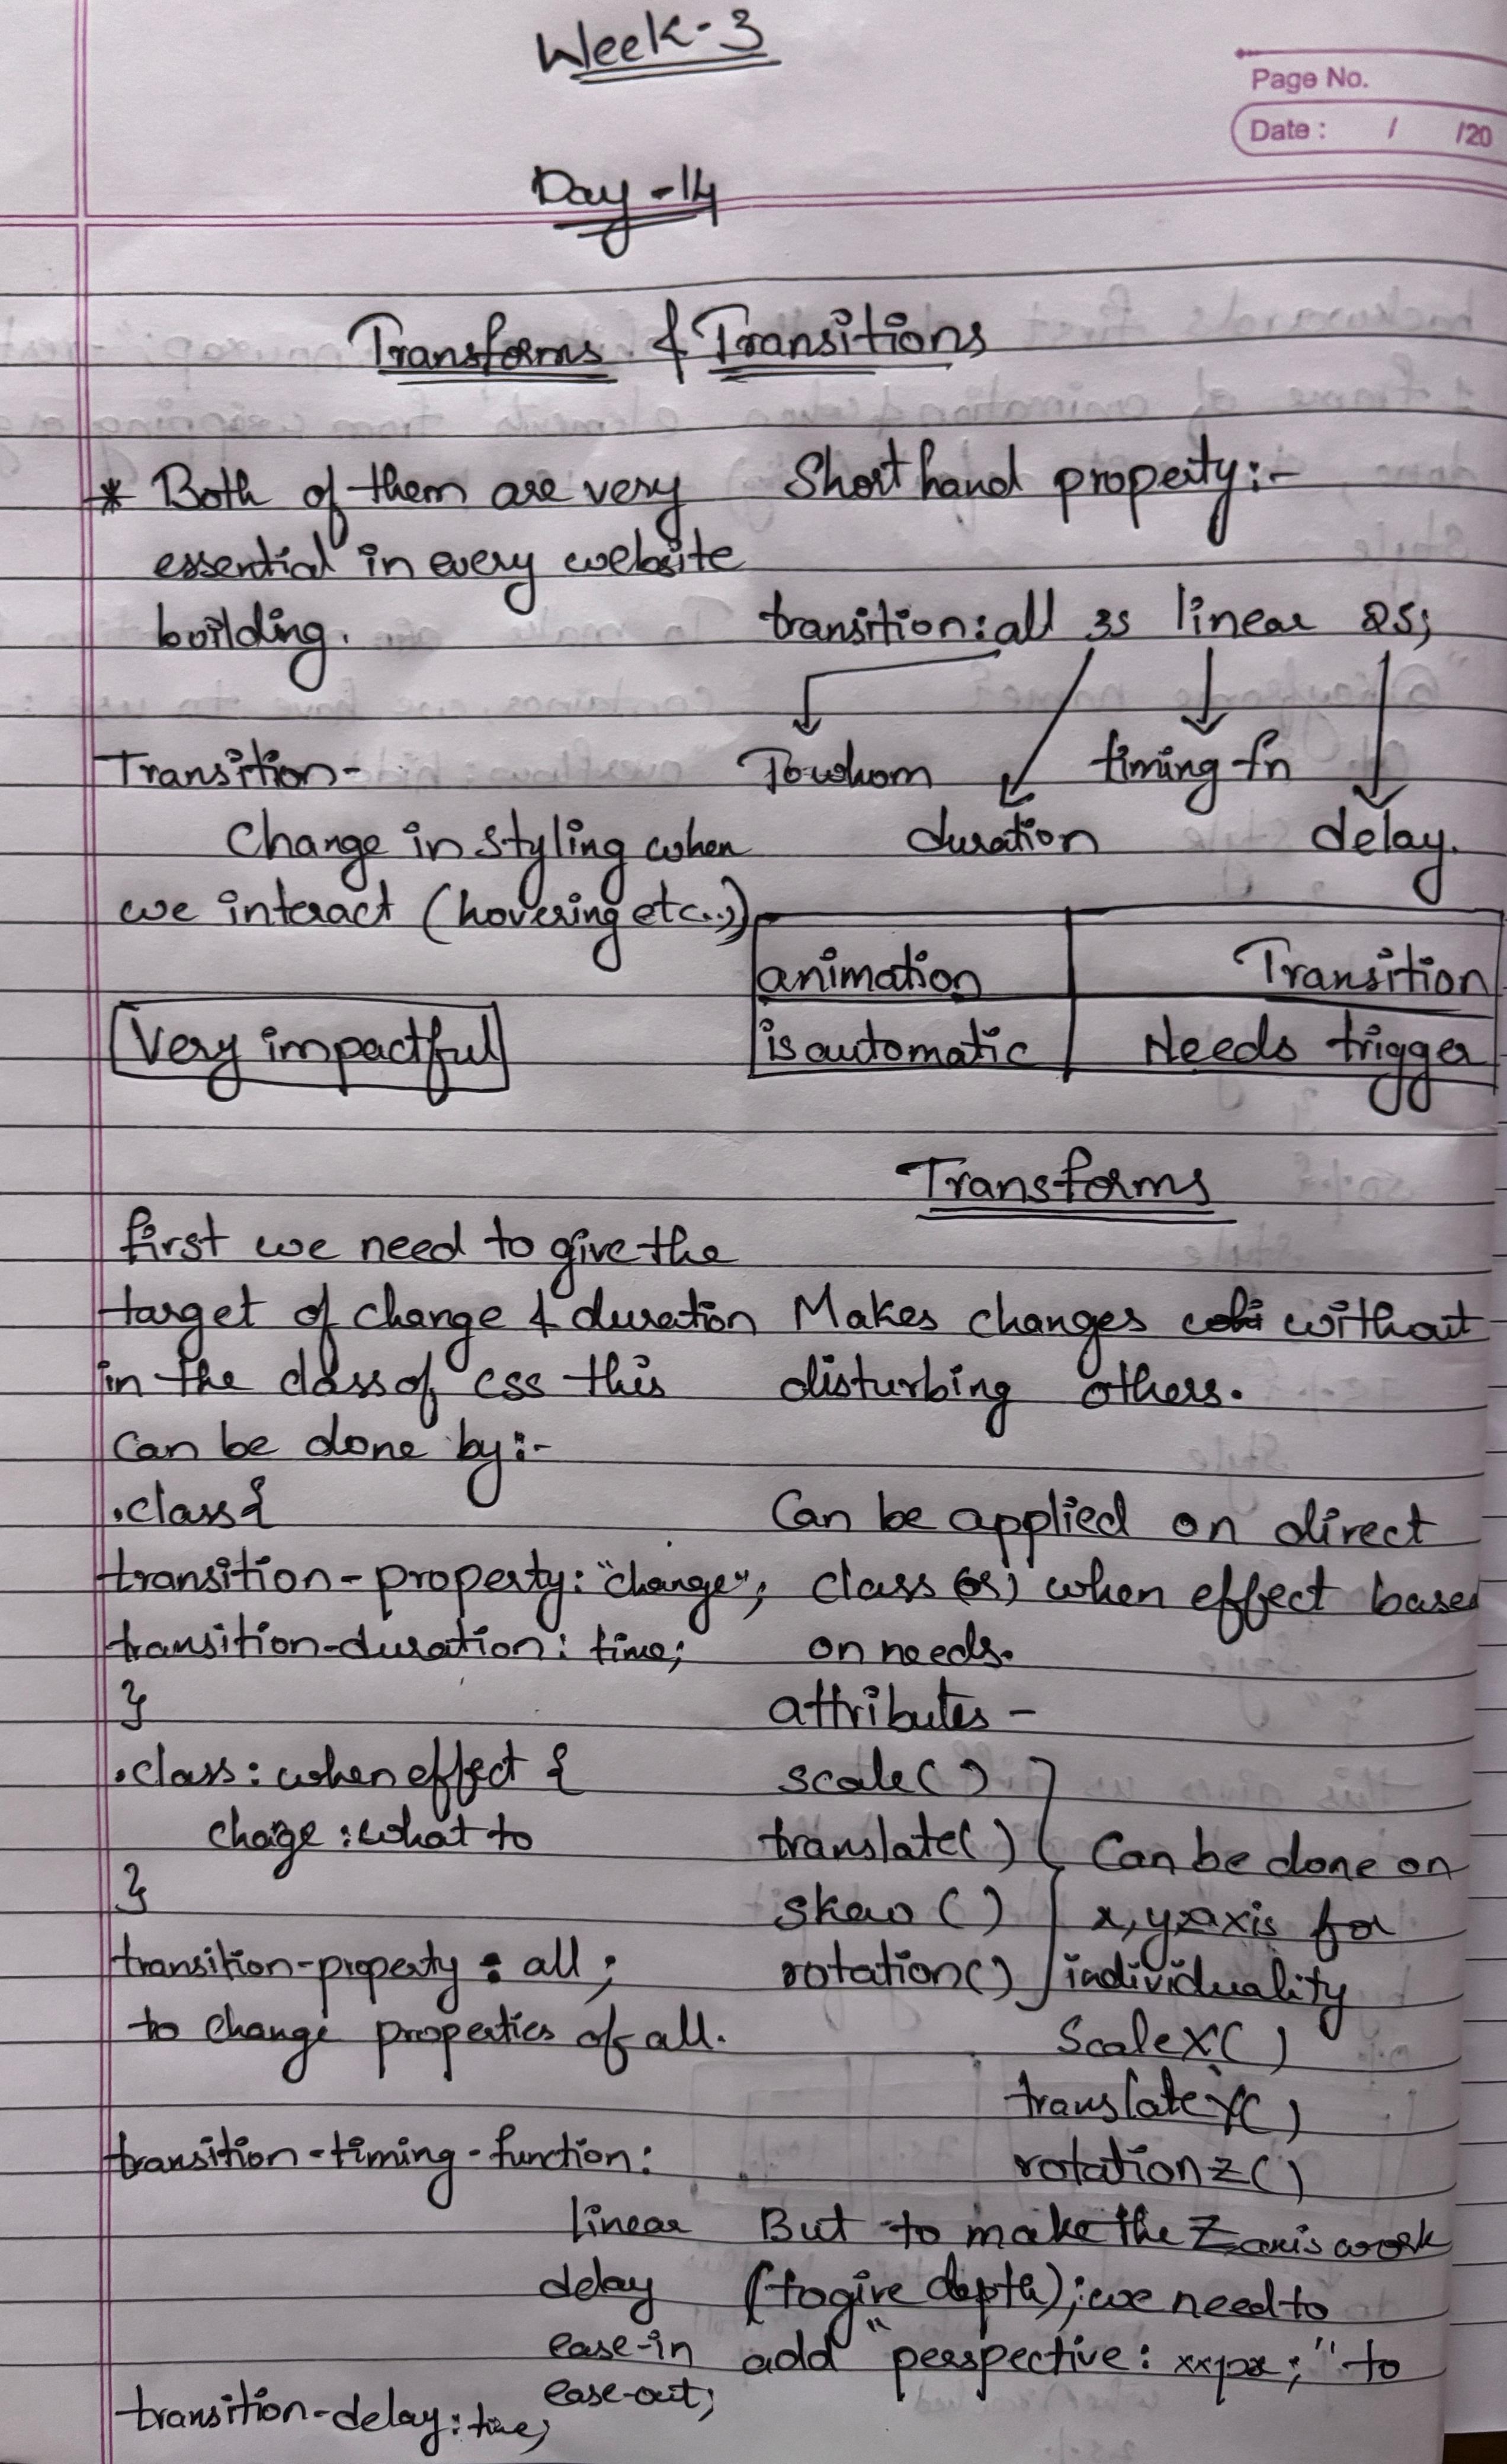 Week-3
Page No.
Date : / /20
Day-14
Transforms & Transitions
* Both of them are very
essential in every website
building.
Transition-
Change in styling when
we interact (hovering etc..,)
Very impactful
first we need to give the
target of change & duration
in the class of css this
can be done by:-
.class{
transition-property: "change";
transition-duration: time;
}
.class: when effect {
chage: what to
}
transition-property: all;
to change properties of all.
transition-timing-function:
linear
delay
ease-in
ease-out;
transition-delay: time;
Short hand property:-
transition: all 3s linear 2s;
To whom
timing fn
duration
delay.
animation
Transition
is automatic
Needs trigger
Transforms
Makes changes without
disturbing others.
Can be applied on direct
class (or) when effect based
on needs.
attributes -
scale( )
translate( )
skew ( )
rotation( )
Can be done on
x,y,z axis for
individuality
ScaleX( )
translateY( )
rotationz( )
But to make the Z axis work
(to give depth); we need to
add "perspective: xxpx;" to